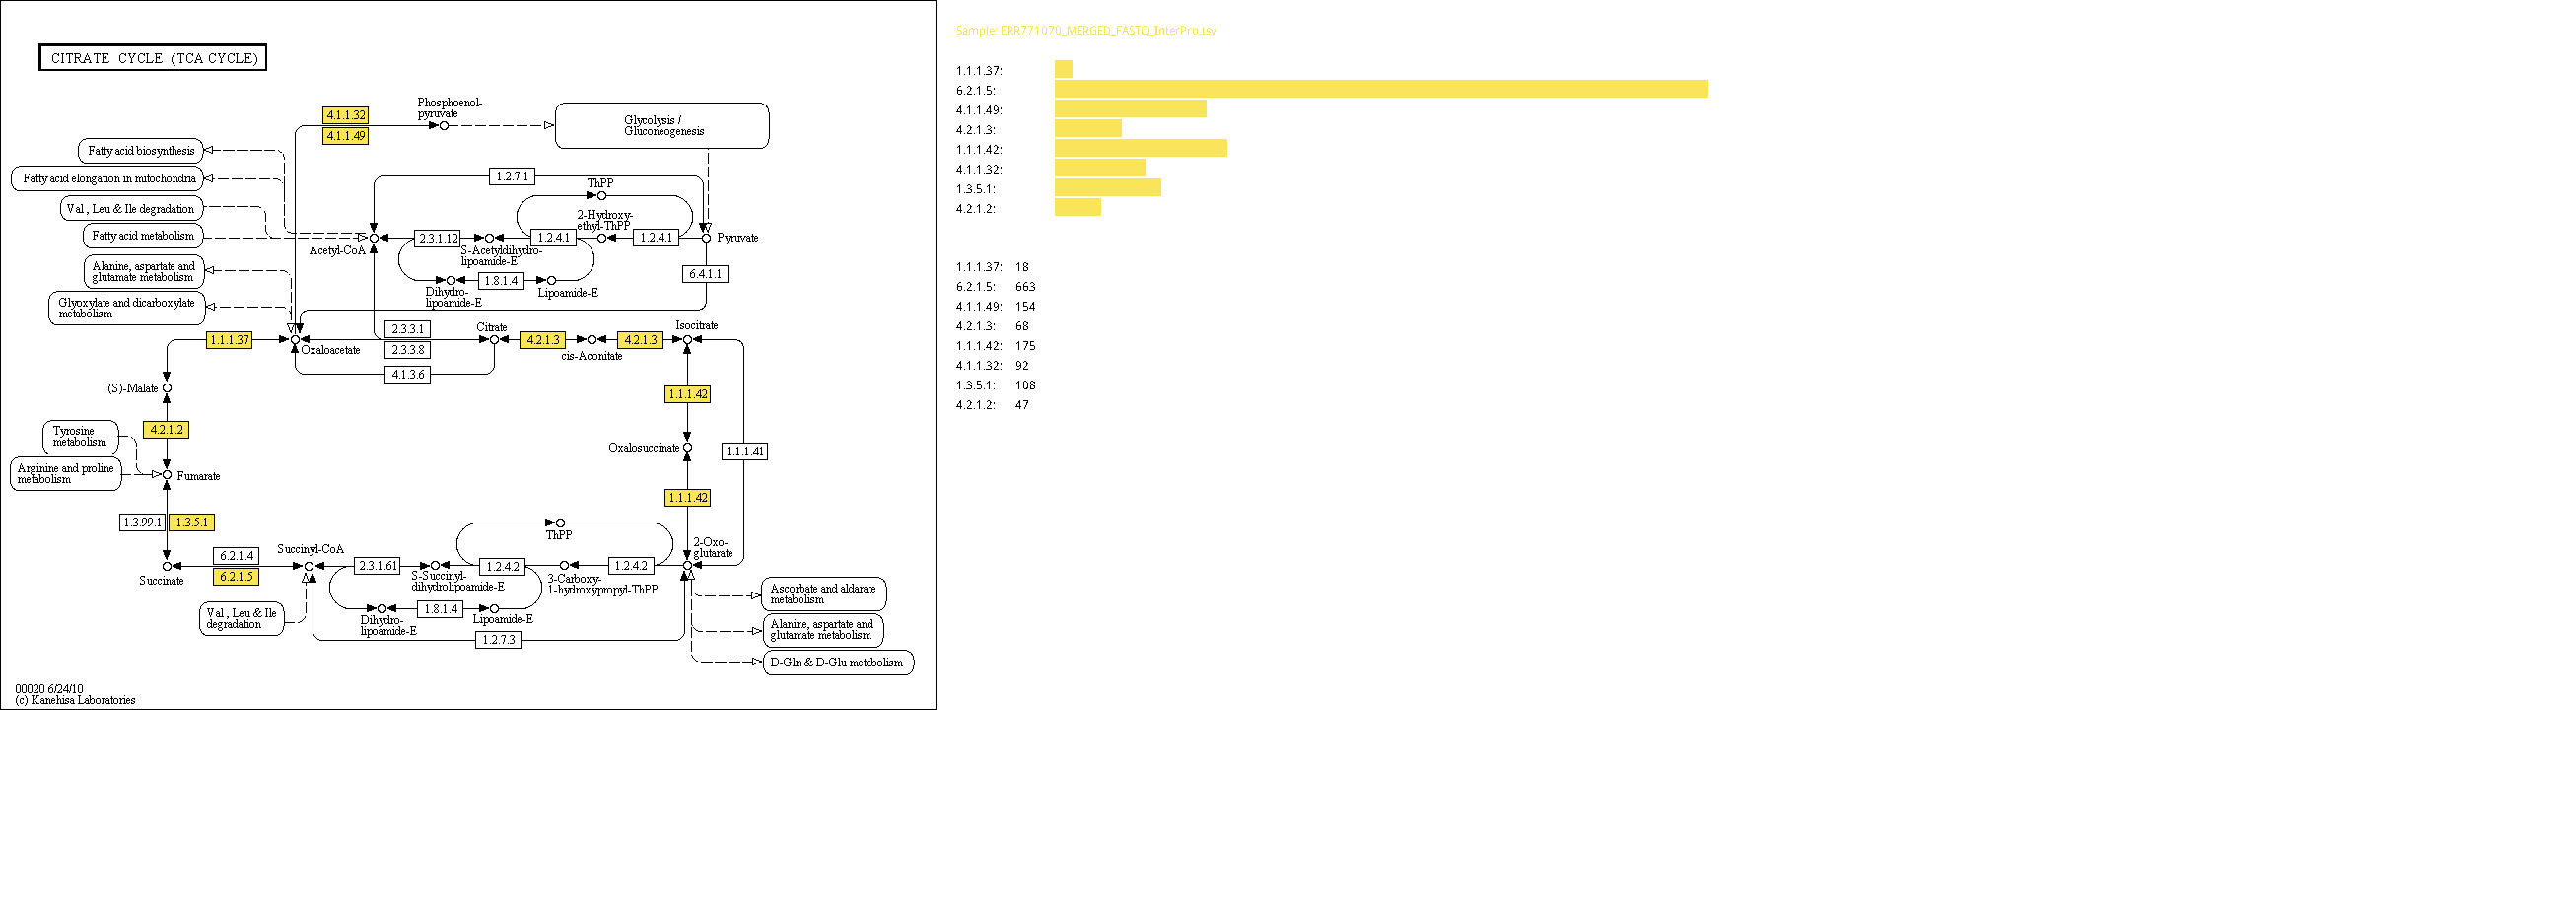 CITRATE CYCLE (TCA CYCLE)
4.1.1.32
4.1.1.49
Phosphoenol-
pyruvate
Glycolysis /
Gluconeogenesis
Fatty acid biosynthesis
Fatty acid elongation in mitochondria
Val , Leu & Ile degradation
Fatty acid metabolism
Alanine, aspartate and
glutamate metabolism
Glyoxylate and dicarboxylate
metabolism
1.2.7.1
ThPP
2-Hydroxy-
ethyl-ThPP
Acetyl-CoA
2.3.1.12
S-Acetyldihydro-
lipoamide-E
1.2.4.1
1.2.4.1
Pyruvate
1.8.1.4
Dihydro-
lipoamide-E
Lipoamide-E
6.4.1.1
1.1.1.37
Oxaloacetate
2.3.3.1
2.3.3.8
4.1.3.6
Citrate
4.2.1.3
cis-Aconitate
4.2.1.3
Isocitrate
(S)-Malate
1.1.1.42
4.2.1.2
Tyrosine
metabolism
Arginine and proline
metabolism
Fumarate
Oxalosuccinate
1.1.1.41
1.1.1.42
1.3.99.1
1.3.5.1
ThPP
Succinate
6.2.1.4
6.2.1.5
Succinyl-CoA
2.3.1.61
S-Succinyl-
dihydrolipoamide-E
1.2.4.2
3-Carboxy-
1-hydroxypropyl-ThPP
1.2.4.2
2-Oxo-
glutarate
Val , Leu & Ile
degradation
1.8.1.4
Dihydro-
lipoamide-E
Lipoamide-E
1.2.7.3
Ascorbate and aldarate
metabolism
Alanine, aspartate and
glutamate metabolism
D-Gln & D-Glu metabolism
00020 6/24/10
(c) Kanehisa Laboratories
Sample: ERR771070_MERGED_FASTQ_InterPro.tsv
1.1.1.37:
6.2.1.5:
4.1.1.49:
4.2.1.3:
1.1.1.42:
4.1.1.32:
1.3.5.1:
4.2.1.2:
1.1.1.37: 18
6.2.1.5: 663
4.1.1.49: 154
4.2.1.3: 68
1.1.1.42: 175
4.1.1.32: 92
1.3.5.1: 108
4.2.1.2: 47